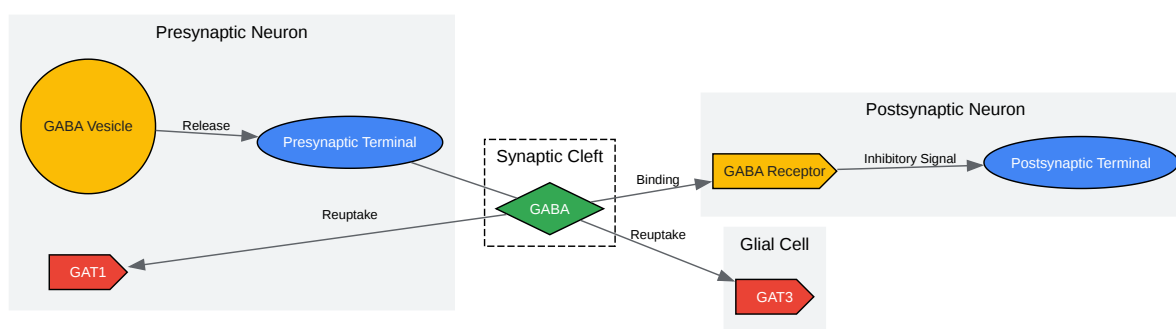 Presynaptic Neuron
GABA Vesicle
Release
Presynaptic Terminal
Reuptake
GAT1
Synaptic Cleft
GABA
Binding
Reuptake
Postsynaptic Neuron
GABA Receptor
Inhibitory Signal
Postsynaptic Terminal
Glial Cell
GAT3